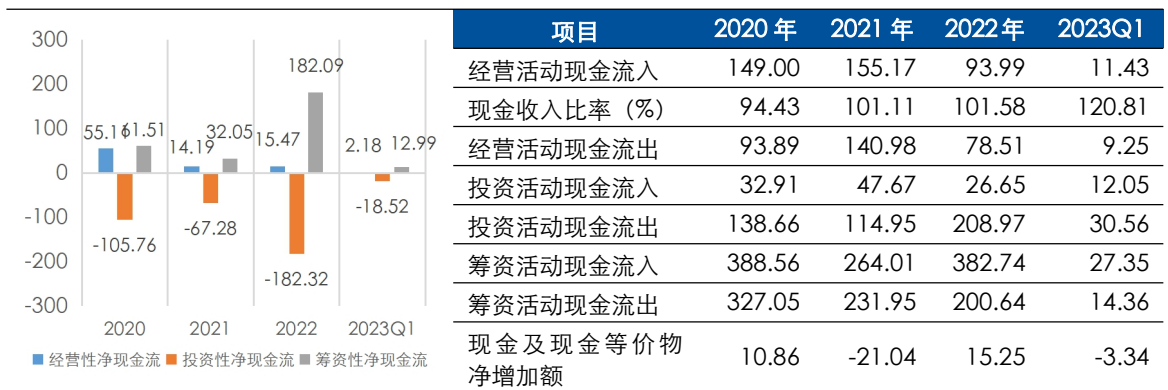 300
200
100
0
-100
-200
-300
55.11
61.51
-105.76
14.19
32.05
-67.28
15.47
182.09
-182.32
2.18
12.99
-18.52
2020 2021 2022 2023Q1
经营性净现金流 投资性净现金流 筹资性净现金流
项目 2020年 2021年 2022年 2023Q1
经营活动现金流入 149.00 155.17 93.99 11.43
现金收入比率（%） 94.43 101.11 101.58 120.81
经营活动现金流出 93.89 140.98 78.51 9.25
投资活动现金流入 32.91 47.67 26.65 12.05
投资活动现金流出 138.66 114.95 208.97 30.56
筹资活动现金流入 388.56 264.01 382.74 27.35
筹资活动现金流出 327.05 231.95 200.64 14.36
现金及现金等价物
净增加额 10.86 -21.04 15.25 -3.34